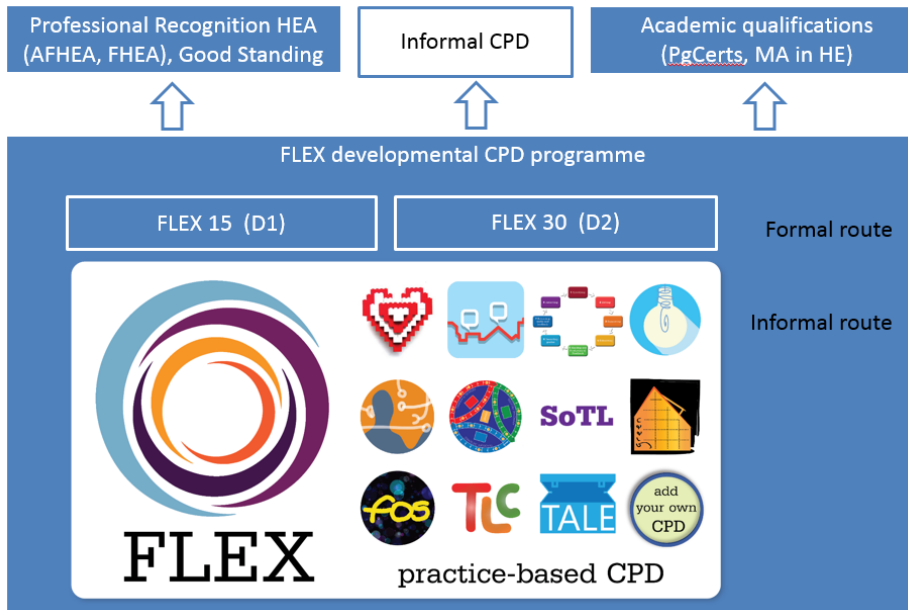 Professional Recognition HEA
(AFHEA, FHEA), Good Standing
Informal CPD
Academic qualifications
(PgCerts, MA in HE)
FLEX developmental CPD programme
FLEX 15 (D1)
FLEX 30 (D2)
Formal route
Informal route
SoTL
green
fos
TLC
TALE
add
your own
CPD
FLEX
practice-based CPD